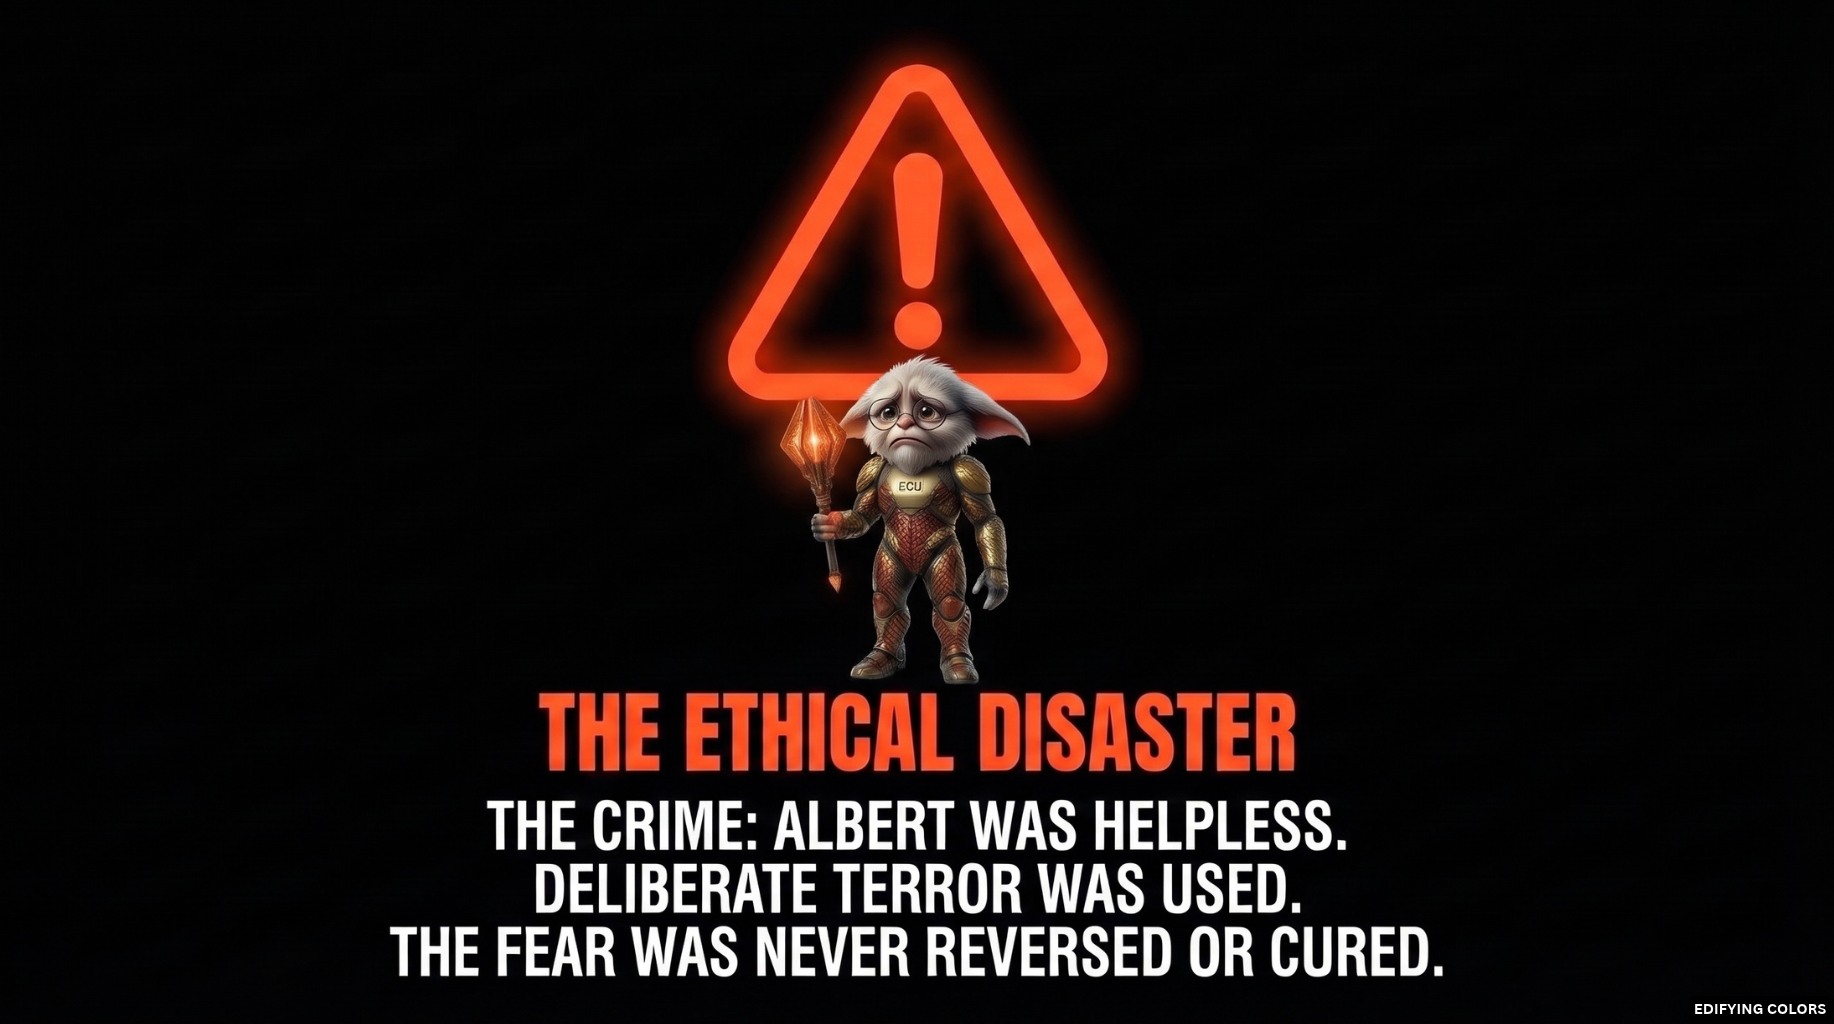 ECU
THE ETHICAL DISASTER
THE CRIME: ALBERT WAS HELPLESS.
DELIBERATE TERROR WAS USED.
THE FEAR WAS NEVER REVERSED OR CURED.
EDIFYING COLORS